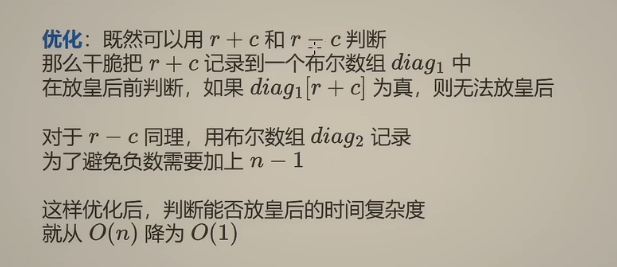 优化：既然可以用 r + c 和 r − c 判断
那么干脆把 r + c 记录到一个布尔数组 diag₁ 中
在放皇后前判断，如果 diag₁[r + c] 为真，则无法放皇后
对于 r − c 同理，用布尔数组 diag₂ 记录
为了避免负数需要加上 n − 1
这样优化后，判断能否放皇后的时间复杂度
就从 O(n) 降为 O(1)